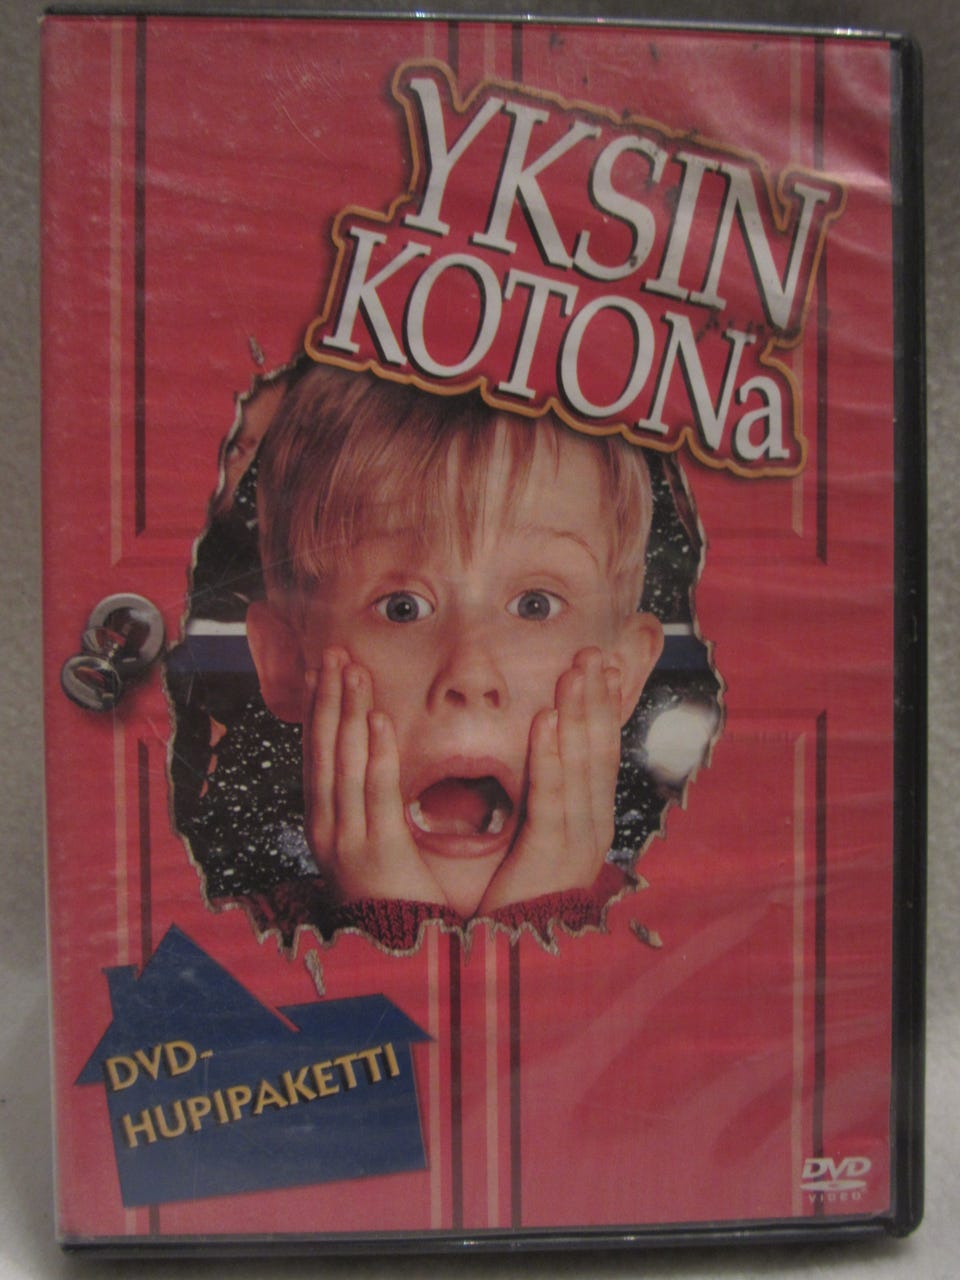 YKSIN
KOTONa
DVD-
HUPIPAKETTI
DVD
VIDEO